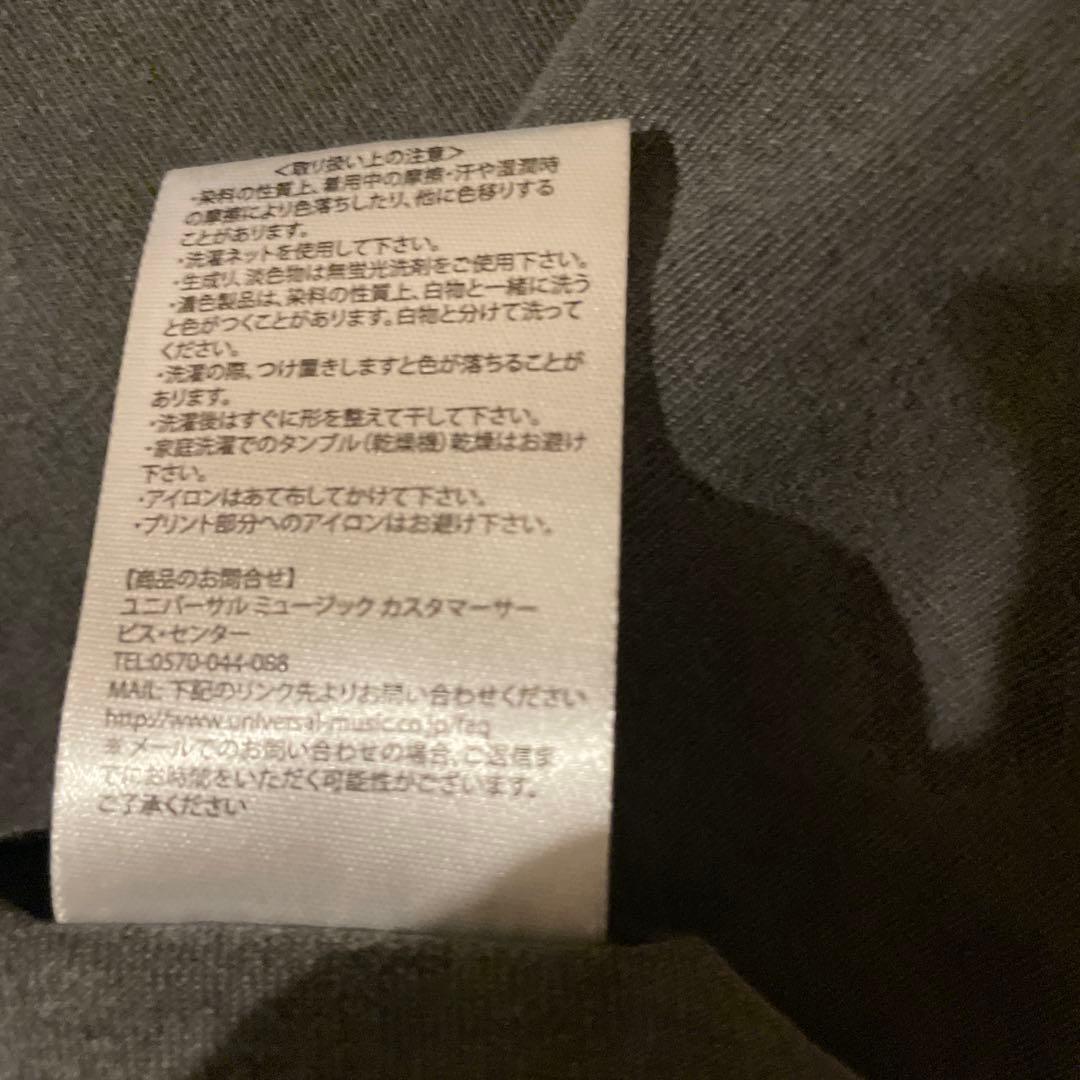 ＜取り扱い上の注意＞
・染料の性質上、着用中の摩擦・汗や湿潤時
の摩擦により色落ちしたり、他に色移りする
ことがあります。
・洗濯ネットを使用して下さい。
・生成り、淡色物は無蛍光洗剤をご使用下さい。
・濃色製品は、染料の性質上、白物と一緒に洗う
と色がつくことがあります。白物と分けて洗って
ください。
・洗濯の際、つけ置きしますと色が落ちることが
あります。
・洗濯後はすぐに形を整えて干して下さい。
・家庭洗濯でのタンブル（乾燥機）乾燥はお避け
下さい。
・アイロンはあて布してかけて下さい。
・プリント部分へのアイロンはお避け下さい。
【商品のお問合せ】
ユニバーサル ミュージック カスタマーサー
ビス・センター
TEL:0570-044-088
MAIL: 下記のリンク先よりお問い合わせください
http://www.universal-music.co.jp/faq
※メールでのお問い合わせの場合、ご返信ま
でにお時間をいただく可能性がございます。
ご了承ください